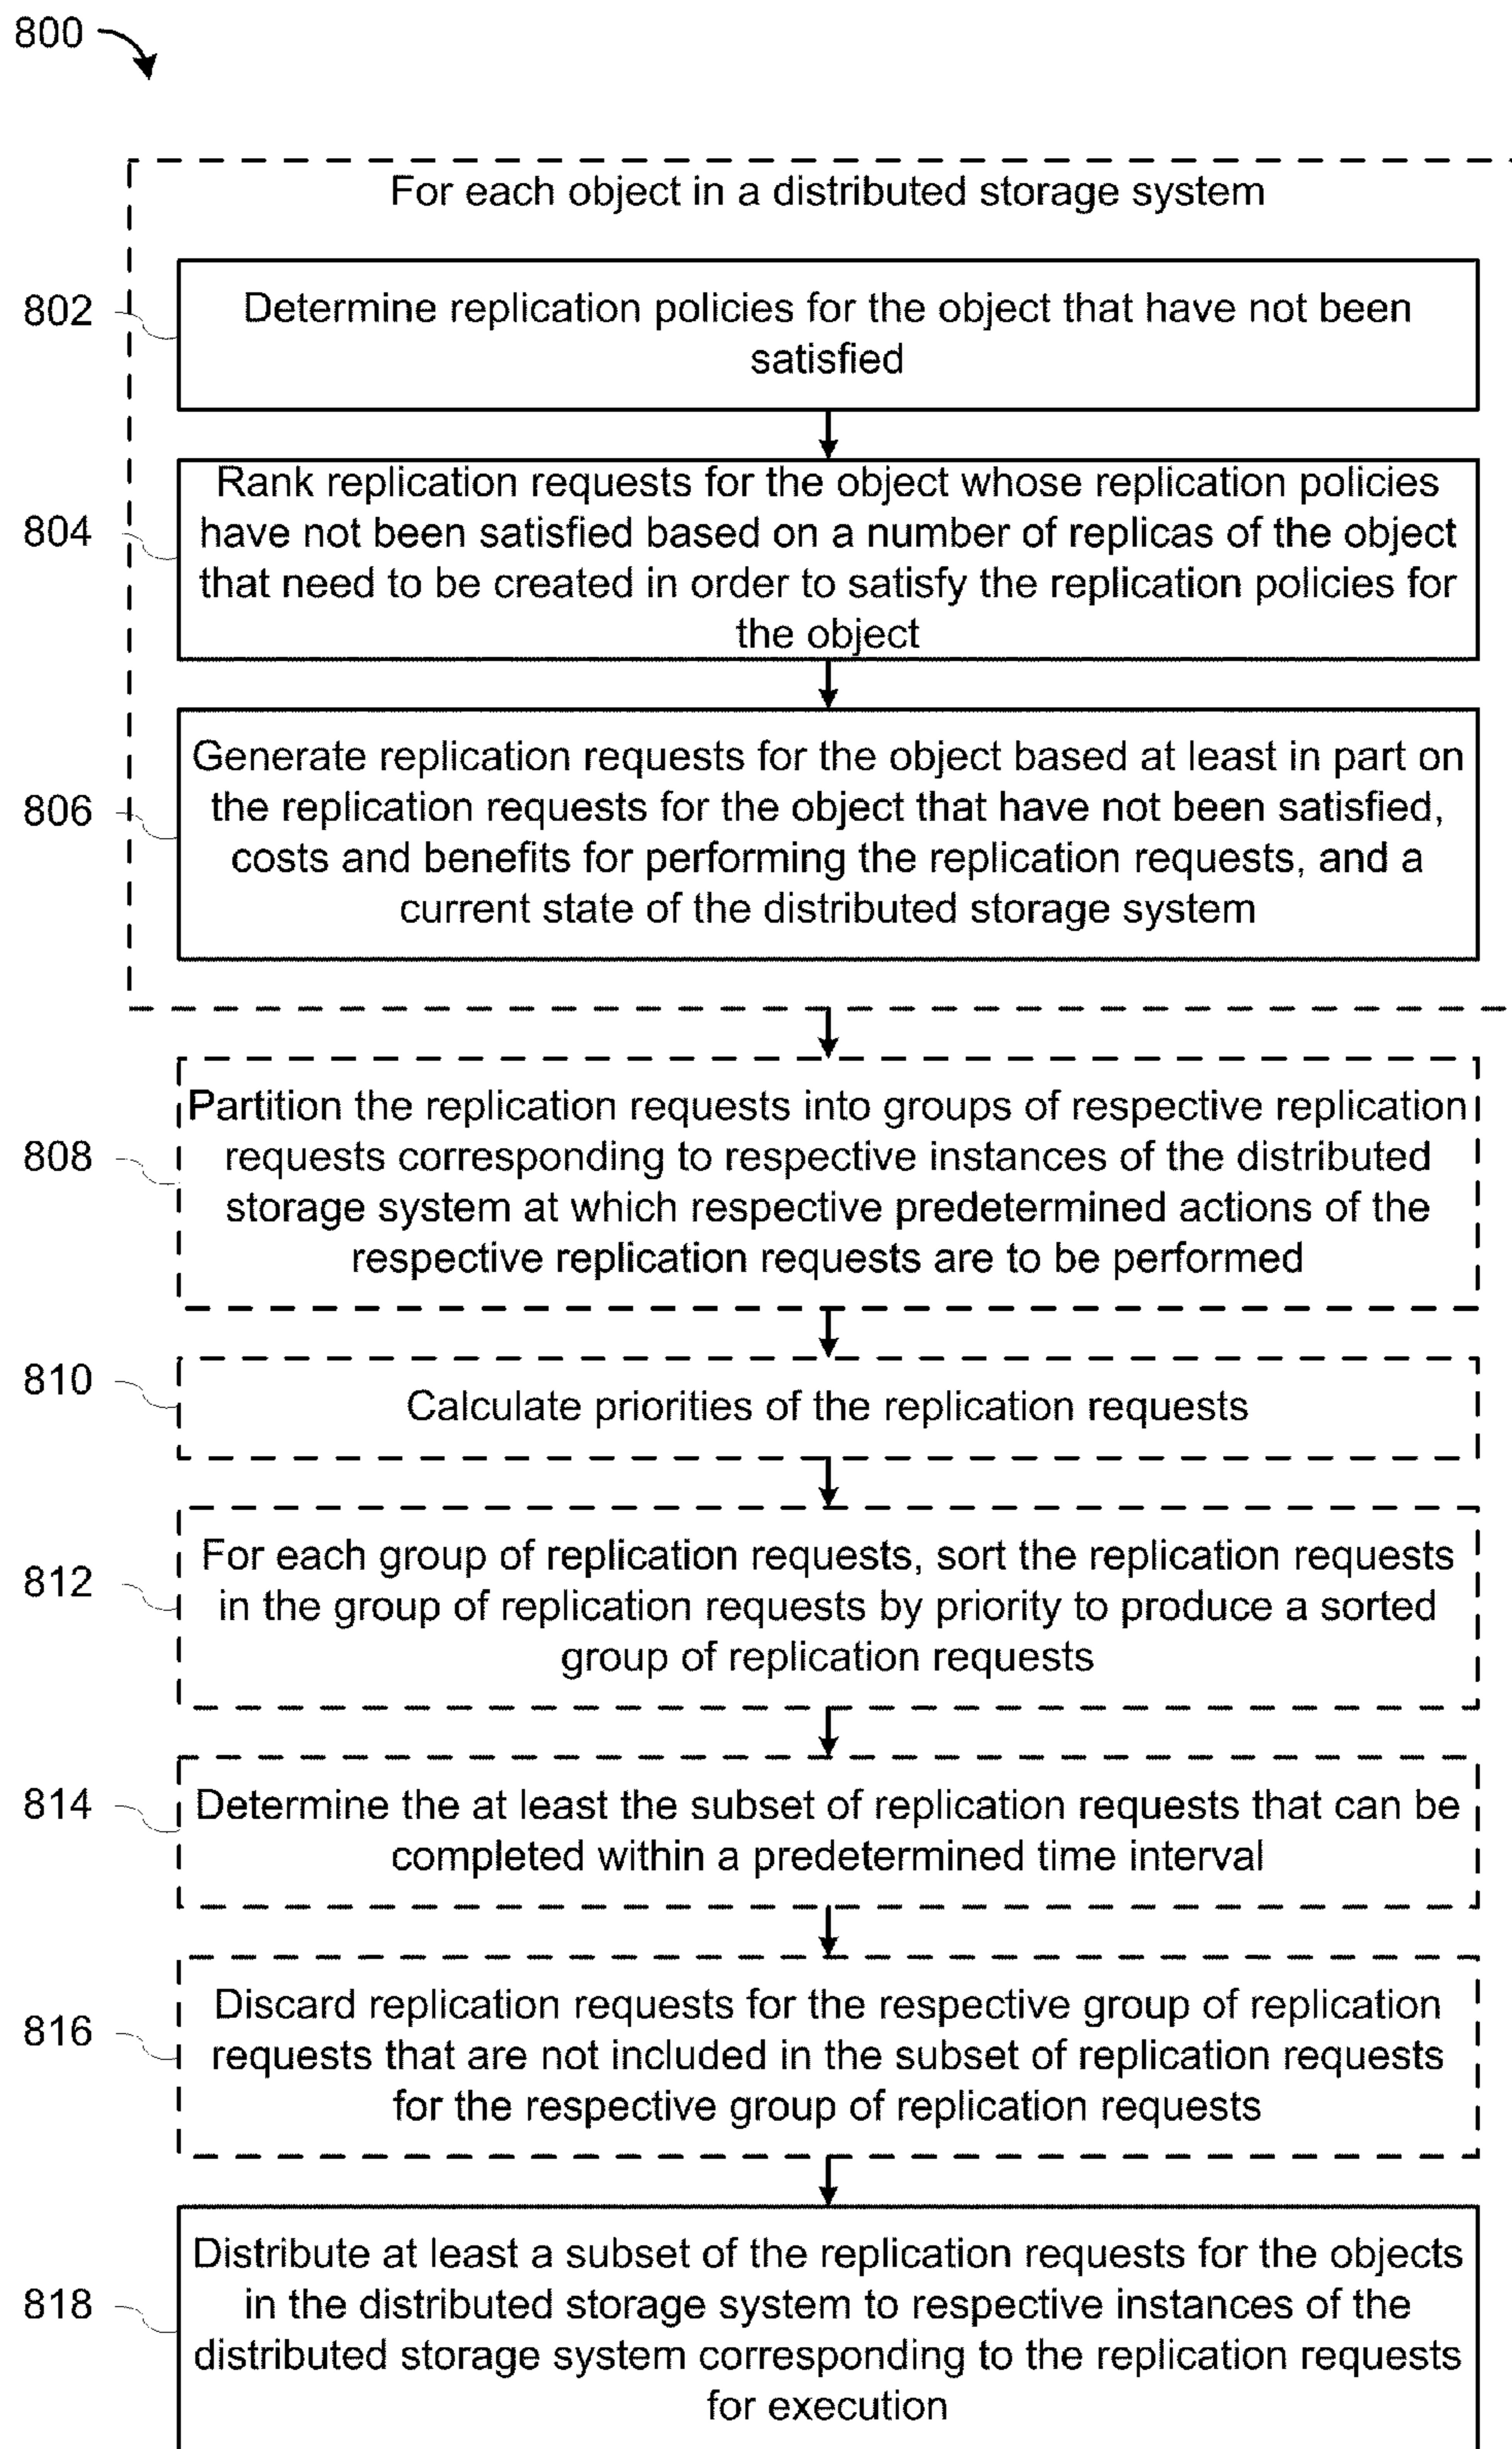 800
For each object in a distributed storage system
802
Determine replication policies for the object that have not been
satisfied
804
Rank replication requests for the object whose replication policies
have not been satisfied based on a number of replicas of the object
that need to be created in order to satisfy the replication policies for
the object
806
Generate replication requests for the object based at least in part on
the replication requests for the object that have not been satisfied,
costs and benefits for performing the replication requests, and a
current state of the distributed storage system
808
Partition the replication requests into groups of respective replication
requests corresponding to respective instances of the distributed
storage system at which respective predetermined actions of the
respective replication requests are to be performed
810
Calculate priorities of the replication requests
812
For each group of replication requests, sort the replication requests
in the group of replication requests by priority to produce a sorted
group of replication requests
814
Determine the at least the subset of replication requests that can be
completed within a predetermined time interval
816
Discard replication requests for the respective group of replication
requests that are not included in the subset of replication requests
for the respective group of replication requests
818
Distribute at least a subset of the replication requests for the objects
in the distributed storage system to respective instances of the
distributed storage system corresponding to the replication requests
for execution